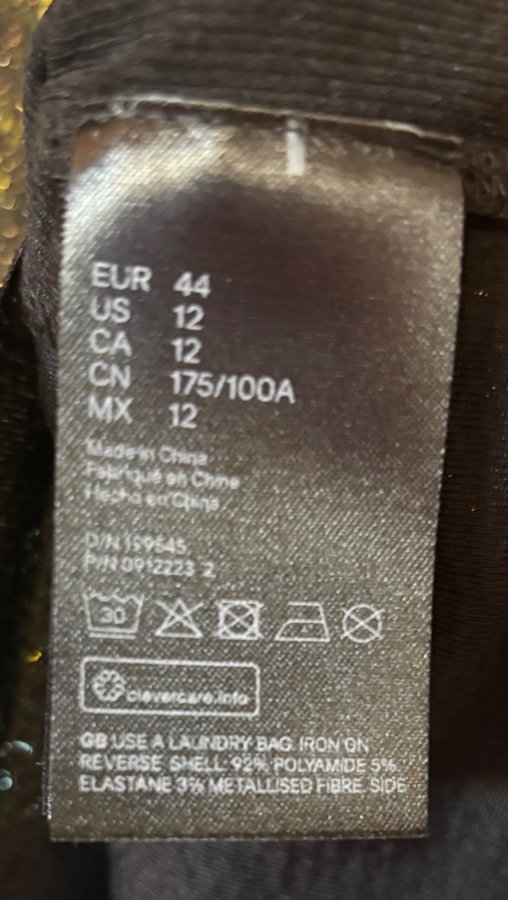 EUR 44
US 12
CA 12
CN 175/100A
MX 12
Made in China
Fabriqué en Chine
Hecho en China
P/N 0912223 2
30
clevercare.info
GB USE A LAUNDRY BAG. IRON ON
REVERSE SHELL: 92% POLYAMIDE 5%
ELASTANE 3% METALLISED FIBRE. SIDE